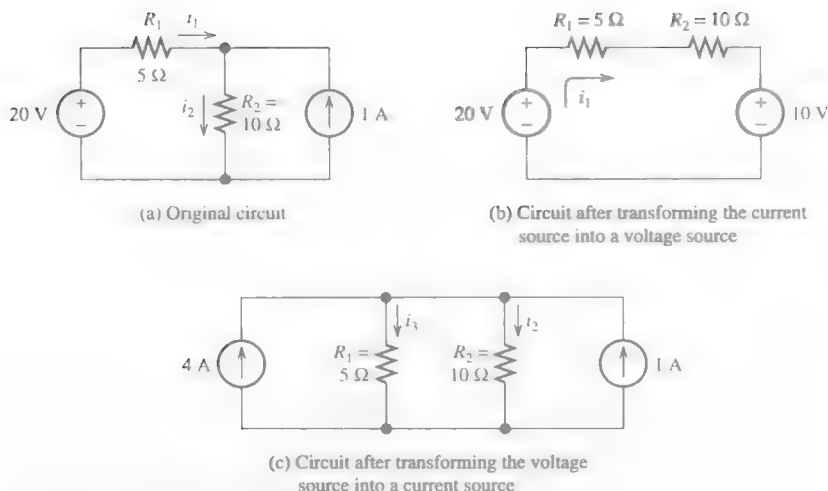 R₁ i₁
5 Ω
20 V
+
−
i₂
R₂ =
10 Ω
1 A
(a) Original circuit
R₁ = 5 Ω R₂ = 10 Ω
i₁
20 V
+
−
+
−
10 V
(b) Circuit after transforming the current
source into a voltage source
4 A
R₁ =
5 Ω
i₃
R₂ =
10 Ω
i₂
1 A
(c) Circuit after transforming the voltage
source into a current source